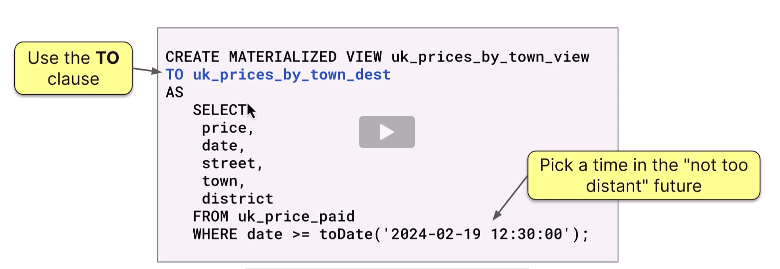 Use the TO
clause
CREATE MATERIALIZED VIEW uk_prices_by_town_view
TO uk_prices_by_town_dest
AS
SELECT
price,
date,
street,
town,
district
FROM uk_price_paid
WHERE date >= toDate('2024-02-19 12:30:00');
Pick a time in the "not too
distant" future